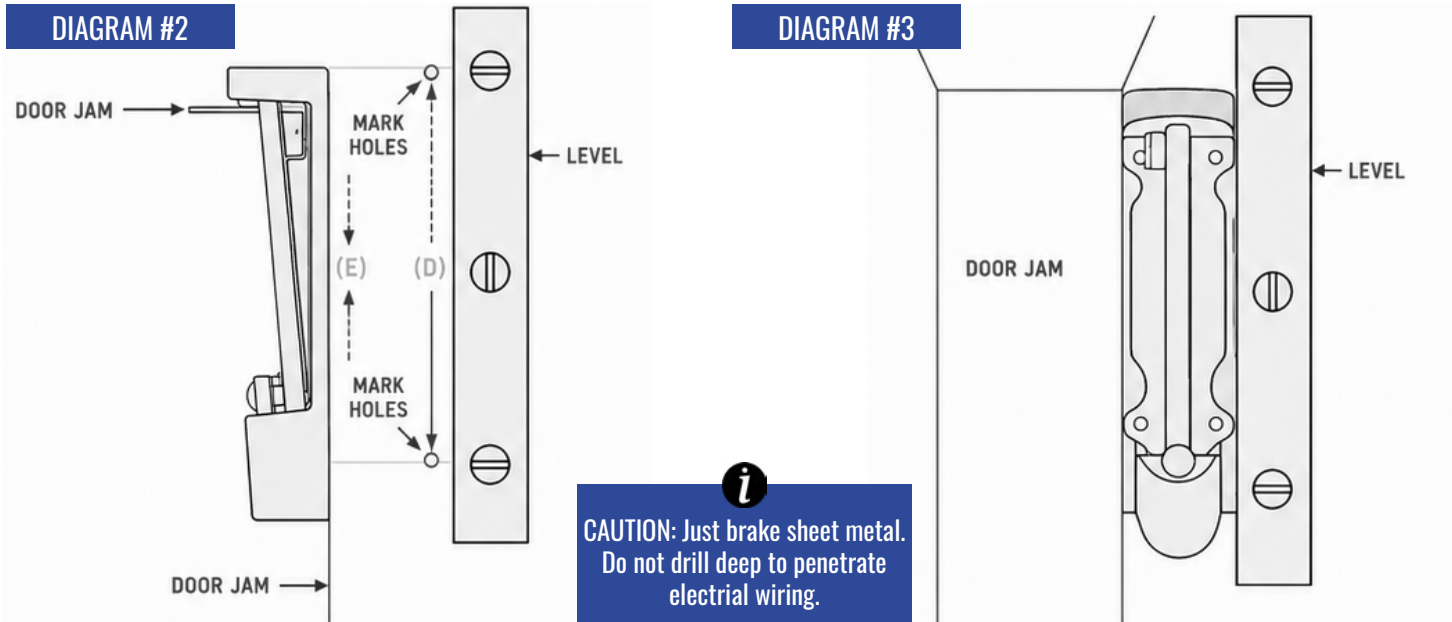 DIAGRAM #2
DOOR JAM
MARK
HOLES
LEVEL
(E)
(D)
MARK
HOLES
DOOR JAM
i
CAUTION: Just brake sheet metal.
Do not drill deep to penetrate
electrial wiring.
DIAGRAM #3
LEVEL
DOOR JAM